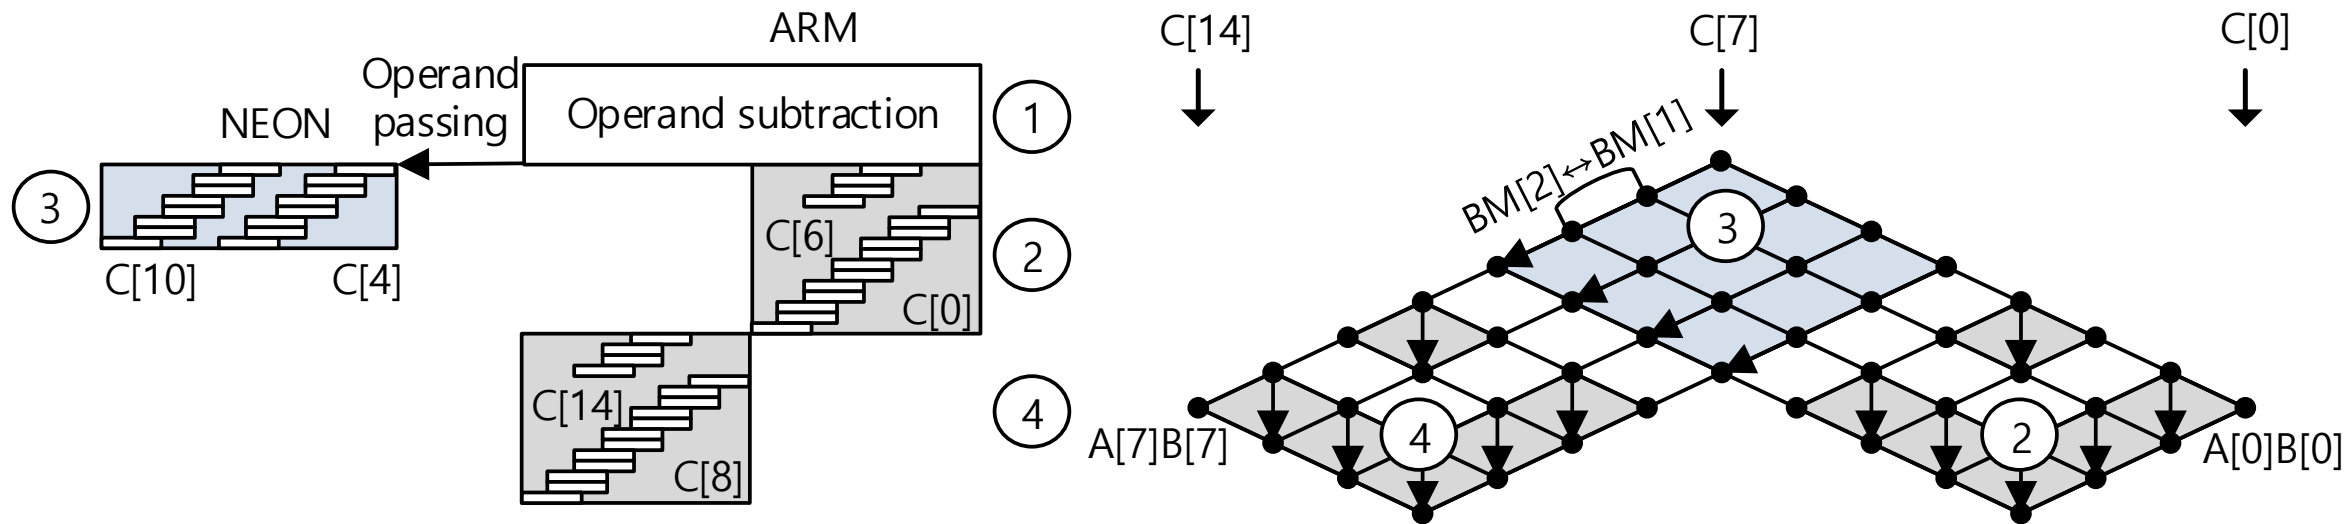 ARM
Operand
passing
NEON
Operand subtraction
1
3
C[10]
C[4]
C[6]
C[0]
2
C[14]
C[8]
4
C[14]
C[7]
C[0]
BM[2]↔BM[1]
3
4
2
A[7]B[7]
A[0]B[0]